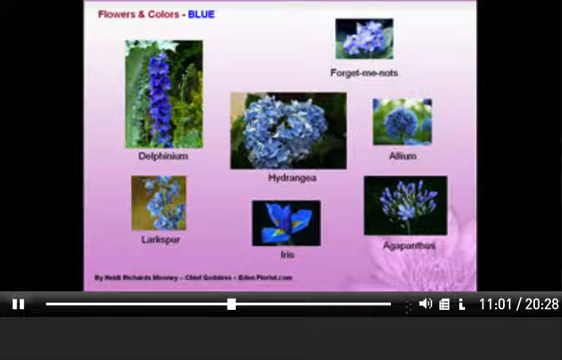 Flowers & Colors - BLUE
Forget-me-nots
Delphinium
Hydrangea
Allium
Larkspur
Iris
Agapanthus
By Heidi Richards Mooney – Chief Goddess – Eden Florist.com
11:01 / 20:28